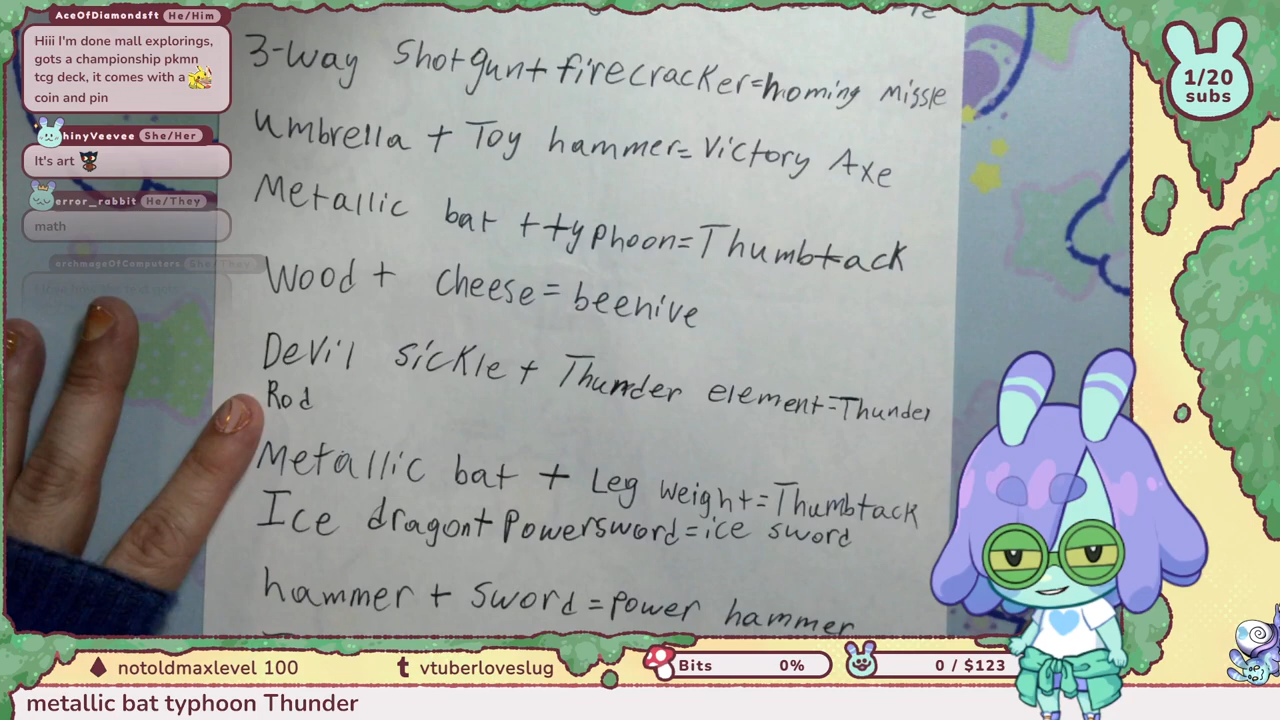 AceOfDiamondsft He/Him
Hiii I'm done mall explorings,
gots a championship pkmn
tcg deck, it comes with a
coin and pin
hinyVeevee She/Her
It's art
error_rabbit He/They
math
archmageOfComputers She/They
3-way Shotgun+firecracker=homing missle
Umbrella + Toy hammer=Victory Axe
Metallic bat + typhoon=Thumbtack
Wood + cheese=beehive
Devil sickle + Thunder element=Thunder
Rod
Metallic bat + Leg weight=Thumbtack
Ice dragon+Powersword=ice sword
hammer + sword=power hammer
1/20
subs
notoldmaxlevel 100
vtuberloveslug
Bits 0%
0 / $123
metallic bat typhoon Thunder